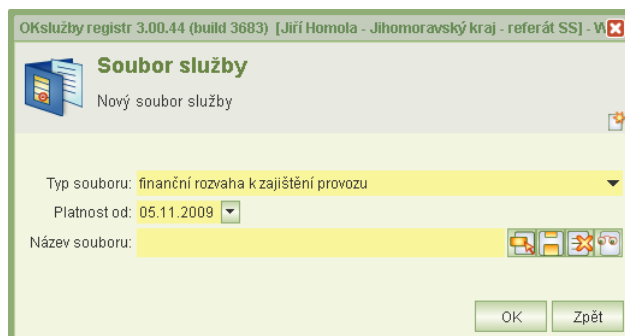 OKslužby registr 3.00.44 (build 3683) [Jiří Homola - Jihomoravský kraj - referát SS] - W
Soubor služby
Nový soubor služby
Typ souboru: finanční rozvaha k zajištění provozu
Platnost od: 05.11.2009
Název souboru:
OK Zpět